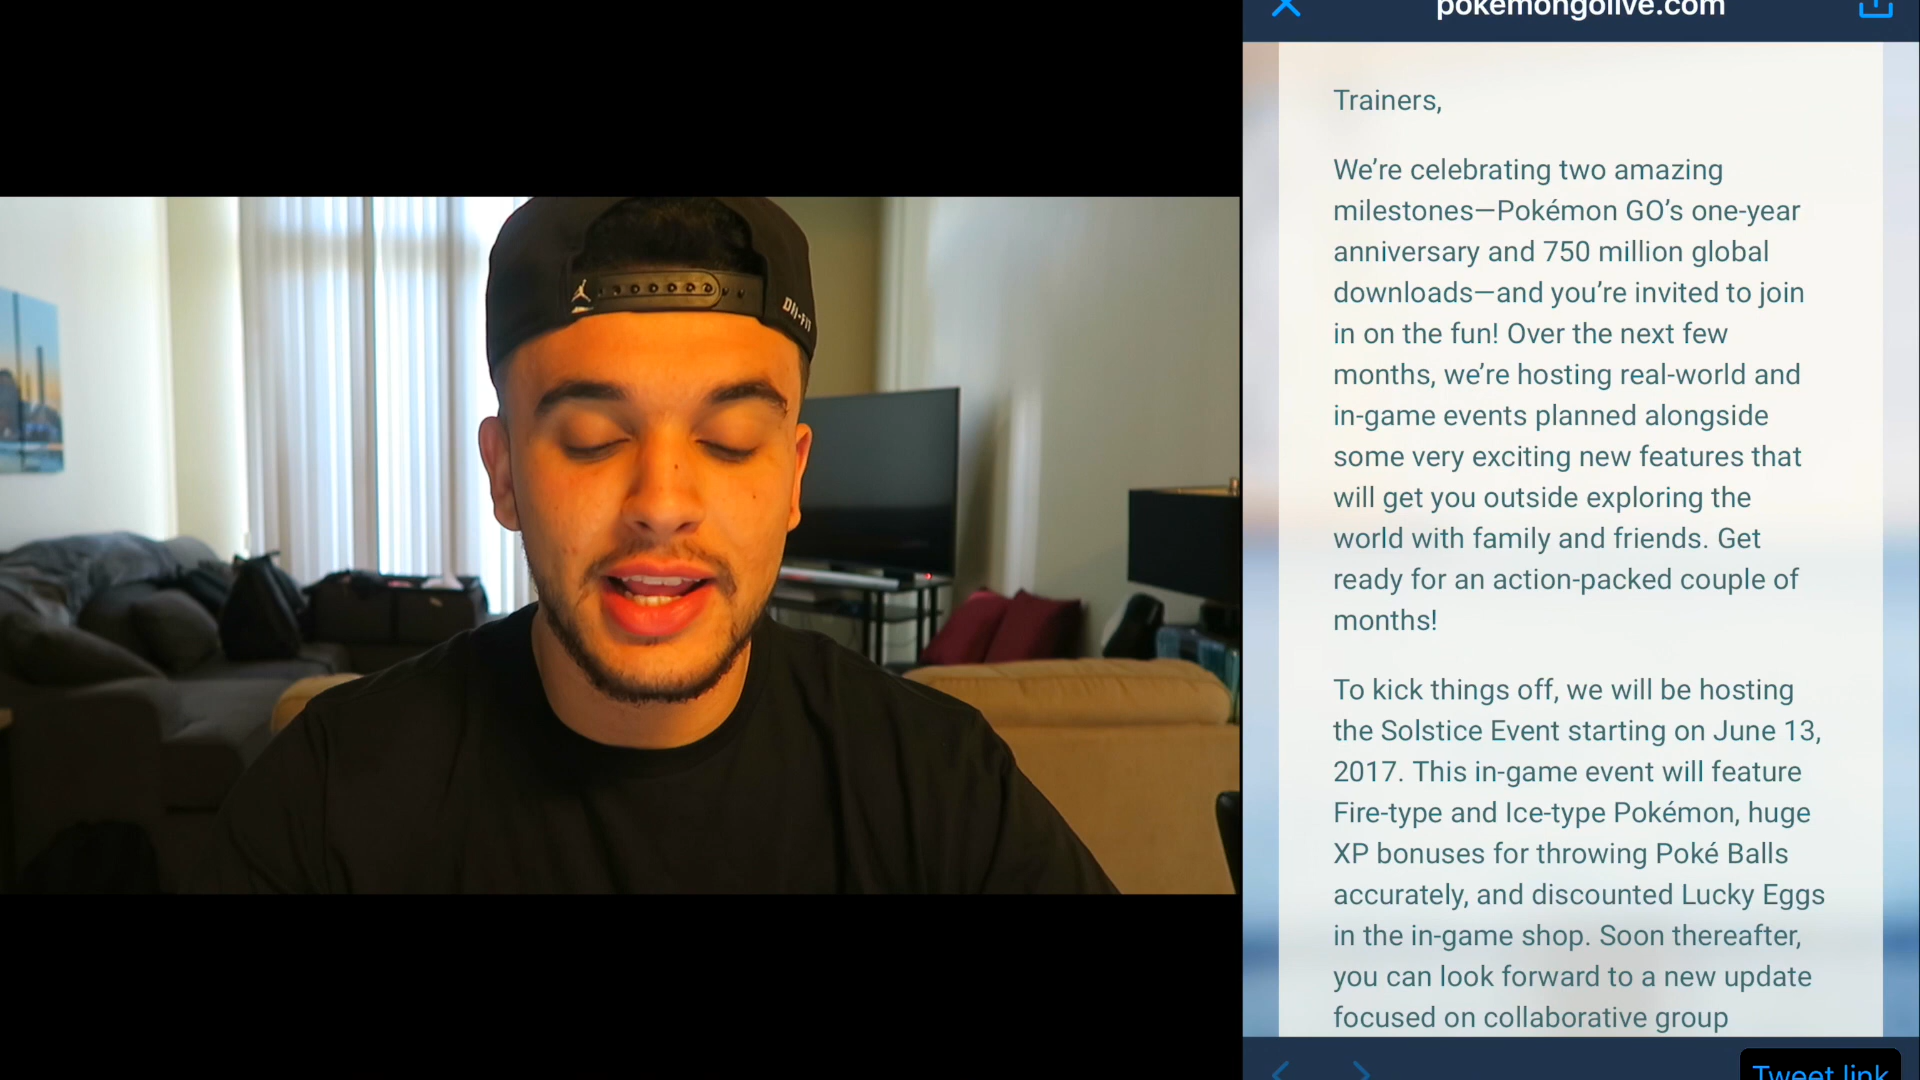 pokemongolive.com
Trainers,
We’re celebrating two amazing
milestones—Pokémon GO’s one-year
anniversary and 750 million global
downloads—and you’re invited to join
in on the fun! Over the next few
months, we’re hosting real-world and
in-game events planned alongside
some very exciting new features that
will get you outside exploring the
world with family and friends. Get
ready for an action-packed couple of
months!
To kick things off, we will be hosting
the Solstice Event starting on June 13,
2017. This in-game event will feature
Fire-type and Ice-type Pokémon, huge
XP bonuses for throwing Poké Balls
accurately, and discounted Lucky Eggs
in the in-game shop. Soon thereafter,
you can look forward to a new update
focused on collaborative group
Tweet link
DRI-FIT